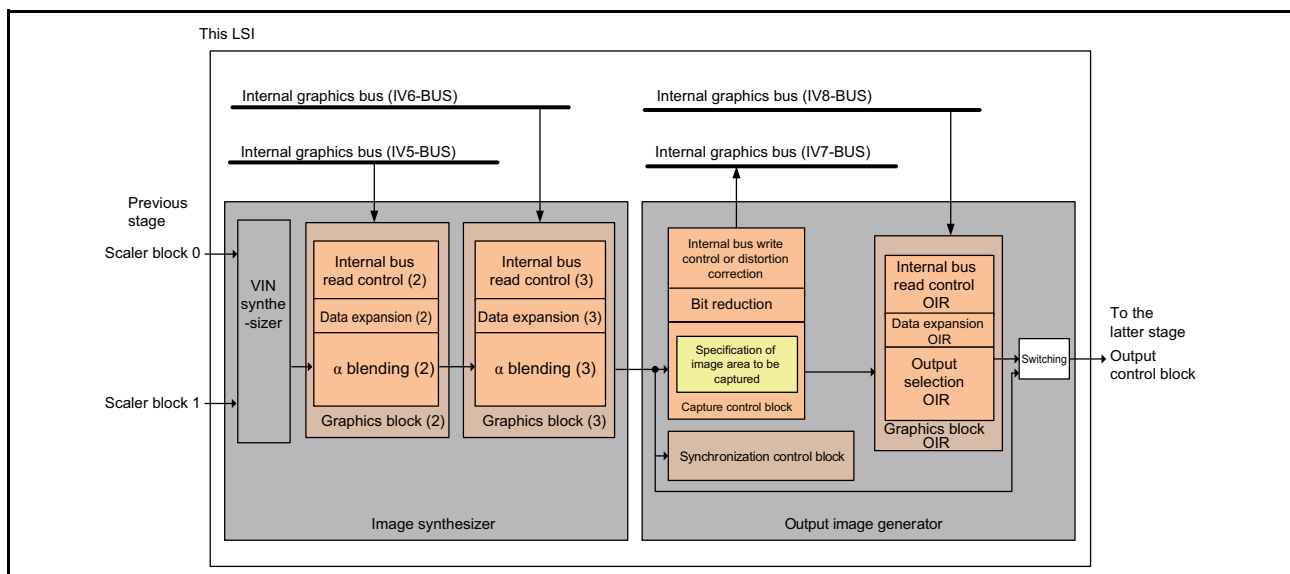 This LSI
Internal graphics bus (IV6-BUS)
Internal graphics bus (IV5-BUS)
Internal graphics bus (IV8-BUS)
Internal graphics bus (IV7-BUS)
Previous
stage
Scaler block 0
Scaler block 1
VIN
synthe
-sizer
Internal bus
read control (2)
Data expansion (2)
α blending (2)
Graphics block (2)
Internal bus
read control (3)
Data expansion (3)
α blending (3)
Graphics block (3)
Image synthesizer
Internal bus write
control or distortion
correction
Bit reduction
Specification of
image area to be
captured
Capture control block
Synchronization control block
Internal bus
read control
OIR
Data expansion
OIR
Output
selection
OIR
Graphics block
OIR
Output image generator
Switching
To the
latter stage
Output
control block